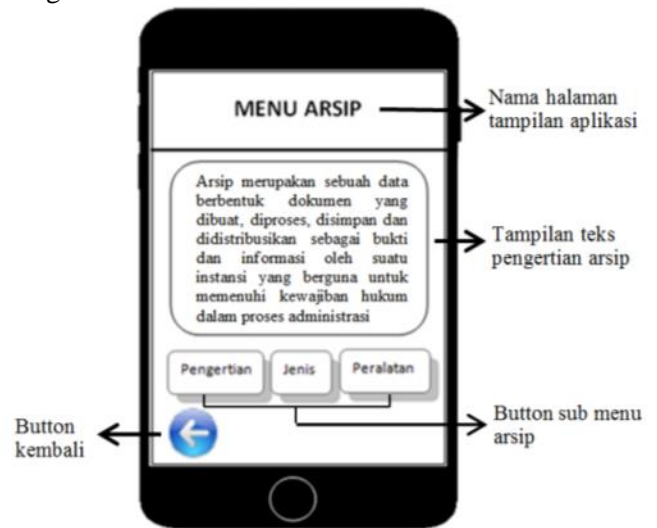 MENU ARSIP
Nama halaman
tampilan aplikasi
Arsip merupakan sebuah data
berbentuk dokumen yang
dibuat, diproses, disimpan dan
didistribusikan sebagai bukti
dan informasi oleh suatu
instansi yang berguna untuk
memenuhi kewajiban hukum
dalam proses administrasi
Tampilan teks
pengertian arsip
Pengertian
Jenis
Peralatan
Button sub menu
arsip
Button
kembali